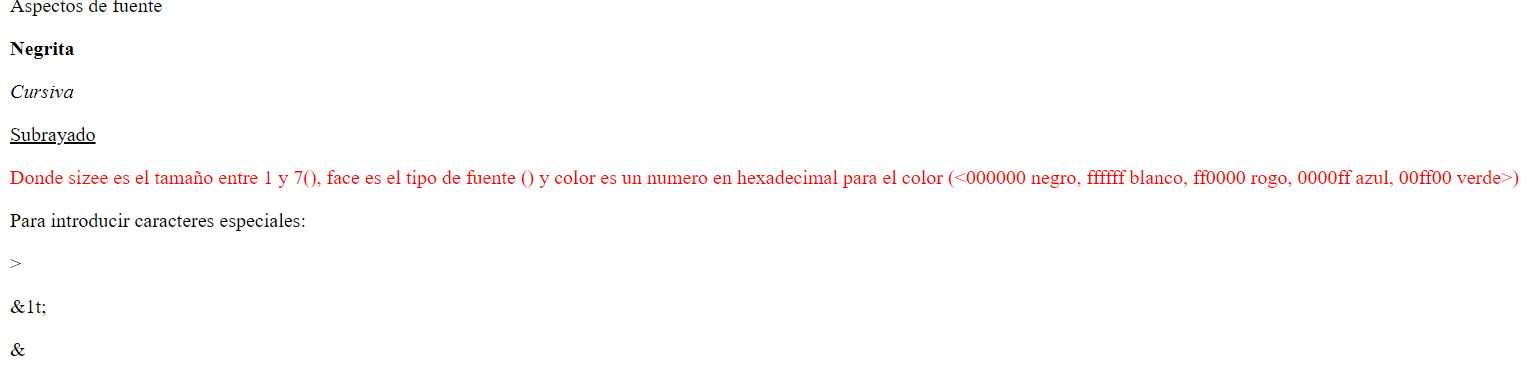 Aspectos de fuente
Negrita
Cursiva
Subrayado
Donde sizee es el tamaño entre 1 y 7(), face es el tipo de fuente () y color es un numero en hexadecimal para el color (<000000 negro, ffffff blanco, ff0000 rogo, 0000ff azul, 00ff00 verde>)
Para introducir caracteres especiales:
>
&1t;
&